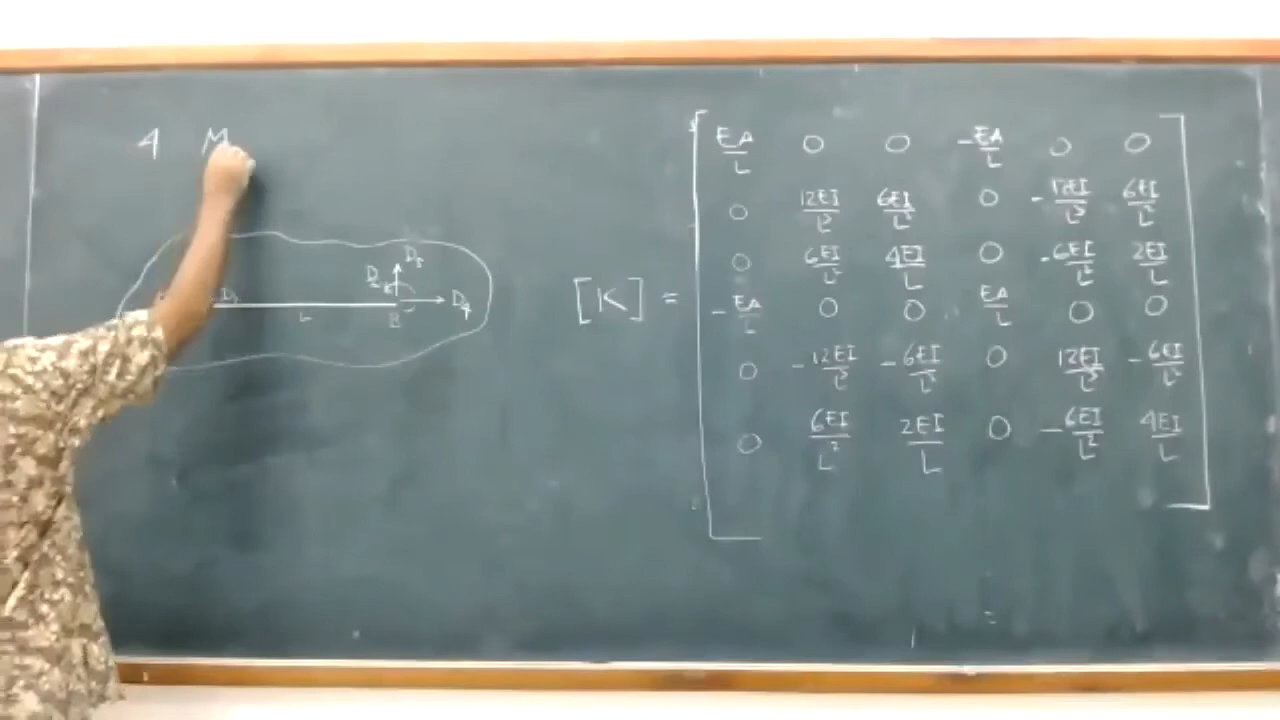 4 M
D5
D6
D1 D4
L B
[K] =
EA/L 0 0 -EA/L 0 0
0 12EI/L³ 6EI/L² 0 -12EI/L³ 6EI/L²
0 6EI/L² 4EI/L 0 -6EI/L² 2EI/L
-EA/L 0 0 EA/L 0 0
0 -12EI/L³ -6EI/L² 0 12EI/L³ -6EI/L²
0 6EI/L² 2EI/L 0 -6EI/L² 4EI/L